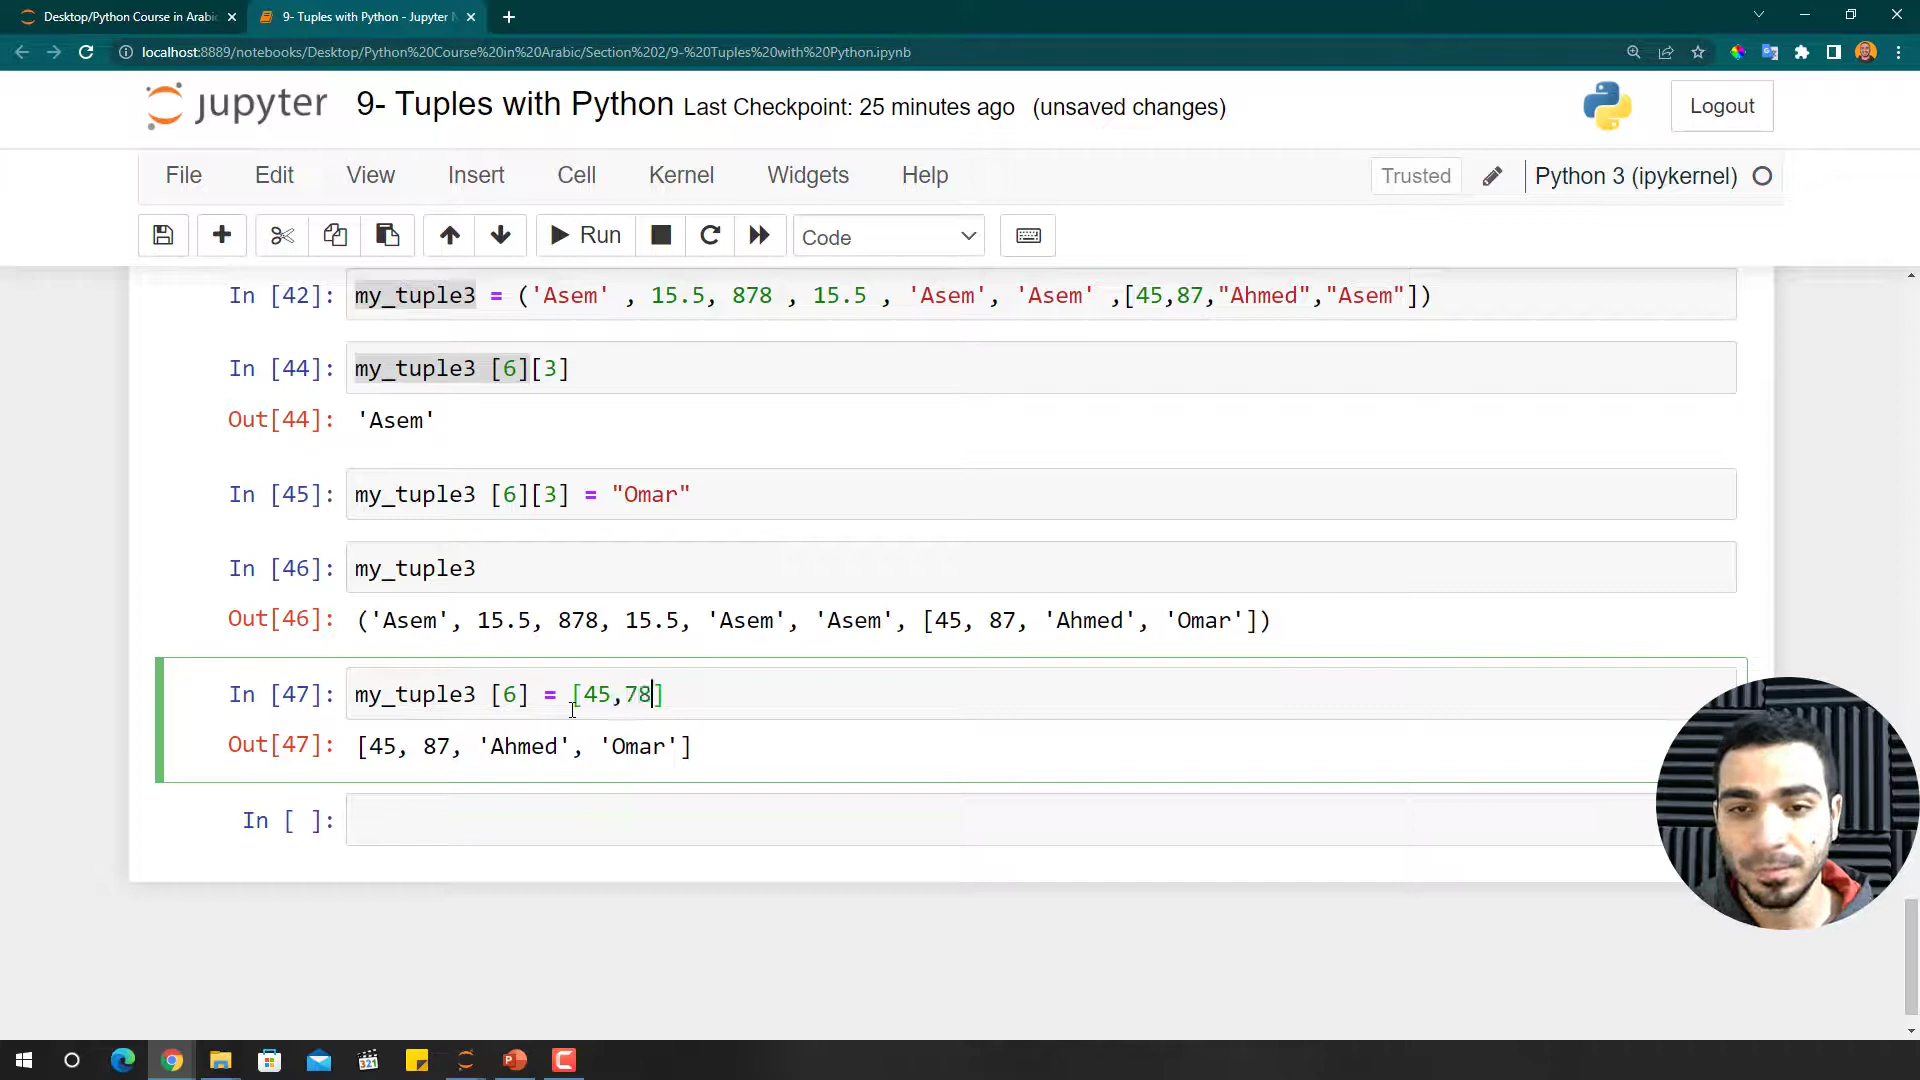 Desktop/Python Course in Arabic
9- Tuples with Python - Jupyter N
localhost:8889/notebooks/Desktop/Python%20Course%20in%20Arabic/Section%202/9-%20Tuples%20with%20Python.ipynb
jupyter 9- Tuples with Python Last Checkpoint: 25 minutes ago (unsaved changes) Logout
File Edit View Insert Cell Kernel Widgets Help Trusted Python 3 (ipykernel)
Run Code
In [42]: my_tuple3 = ('Asem' , 15.5, 878 , 15.5 , 'Asem', 'Asem' ,[45,87,"Ahmed","Asem"])
In [44]: my_tuple3 [6][3]
Out[44]: 'Asem'
In [45]: my_tuple3 [6][3] = "Omar"
In [46]: my_tuple3
Out[46]: ('Asem', 15.5, 878, 15.5, 'Asem', 'Asem', [45, 87, 'Ahmed', 'Omar'])
In [47]: my_tuple3 [6] = [45,78]
Out[47]: [45, 87, 'Ahmed', 'Omar']
In [ ]: